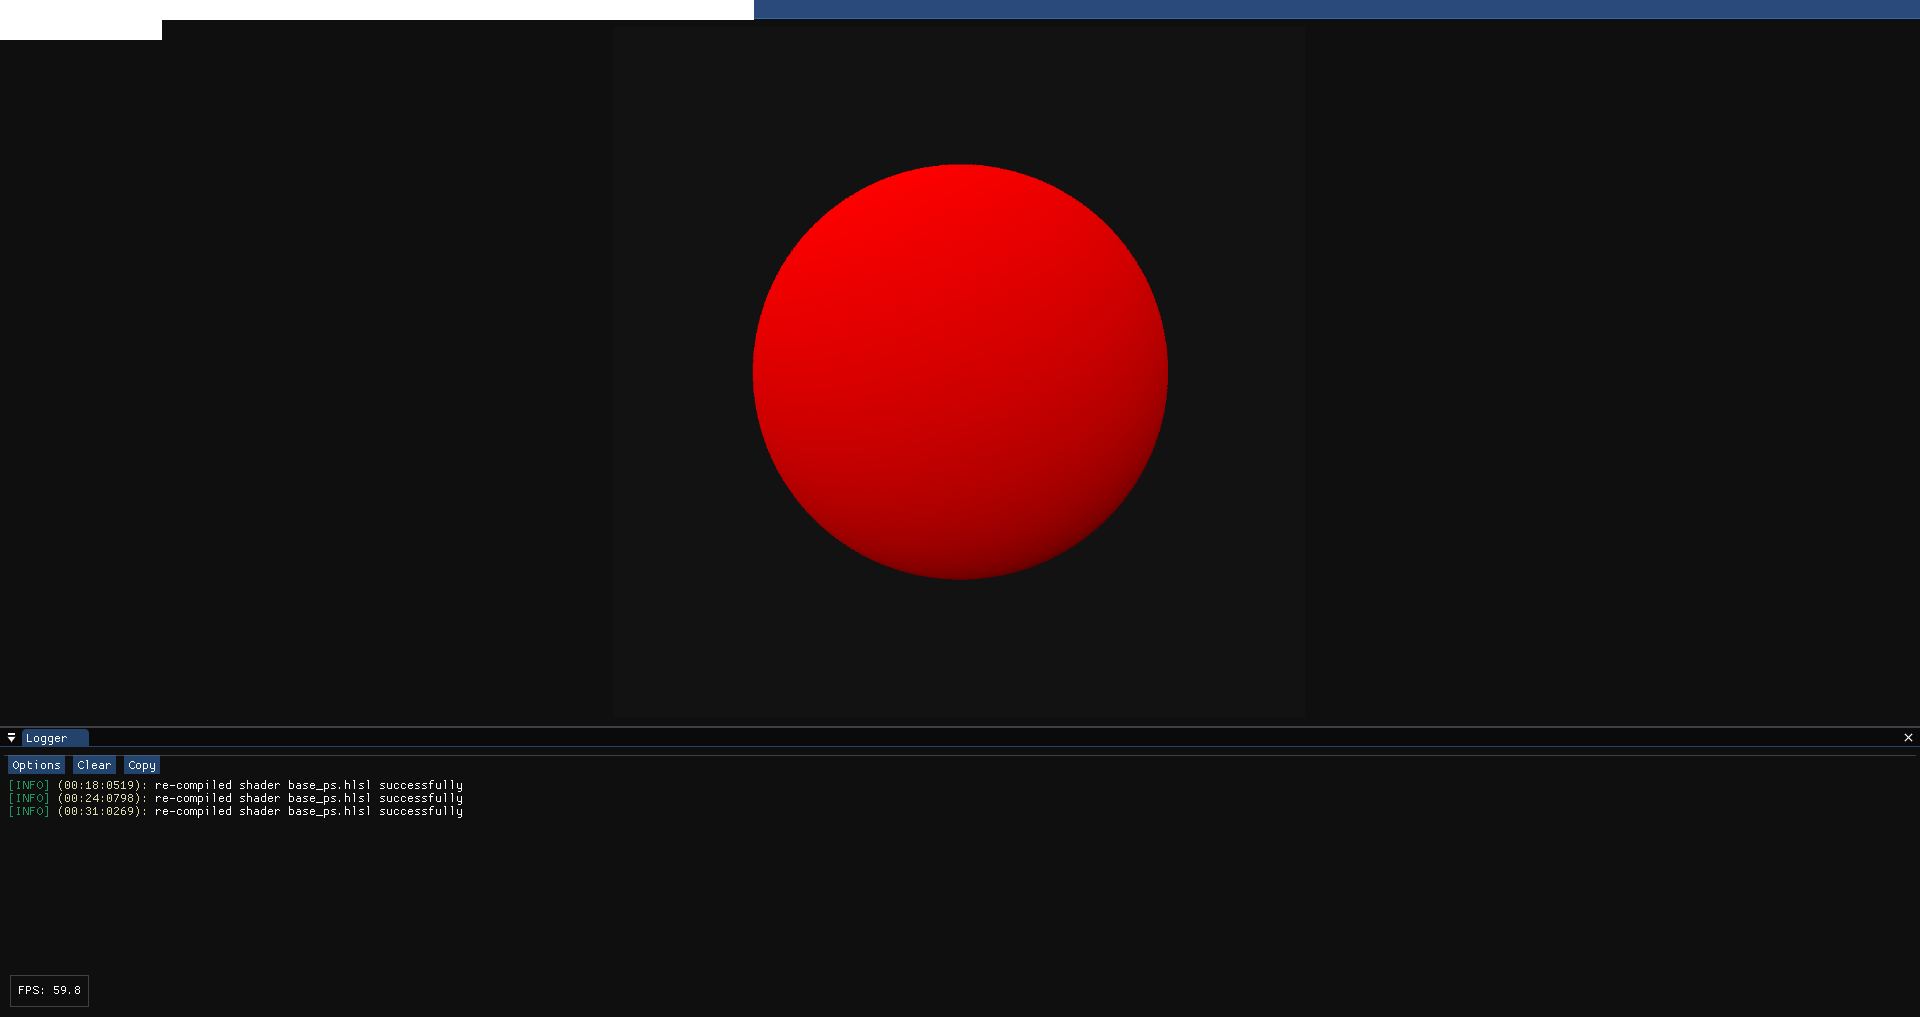 Logger
Options Clear Copy
[INFO] (00:18:0519): re-compiled shader base_ps.hlsl successfully
[INFO] (00:24:0798): re-compiled shader base_ps.hlsl successfully
[INFO] (00:31:0269): re-compiled shader base_ps.hlsl successfully
FPS: 59.8